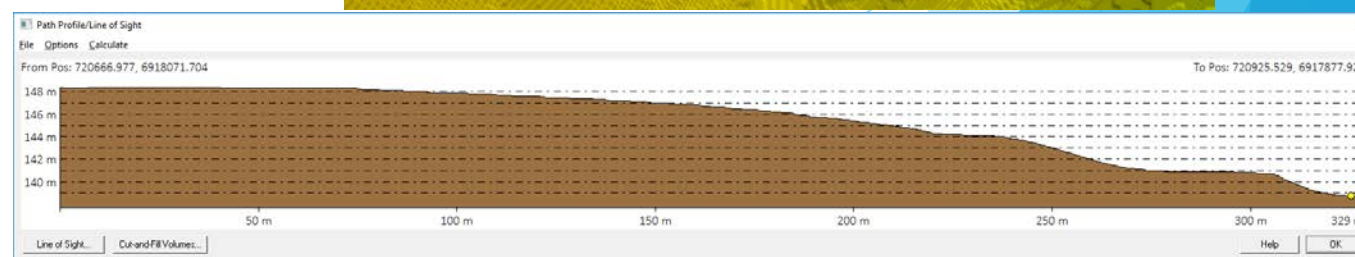 Path Profile/Line of Sight
File Options Calculate
From Pos: 720666.977, 6918071.704 To Pos: 720925.529, 6917877.92
148 m
146 m
144 m
142 m
140 m
50 m 100 m 150 m 200 m 250 m 300 m 329
Line of Sight... Cut-and-Fill Volumes... Help OK